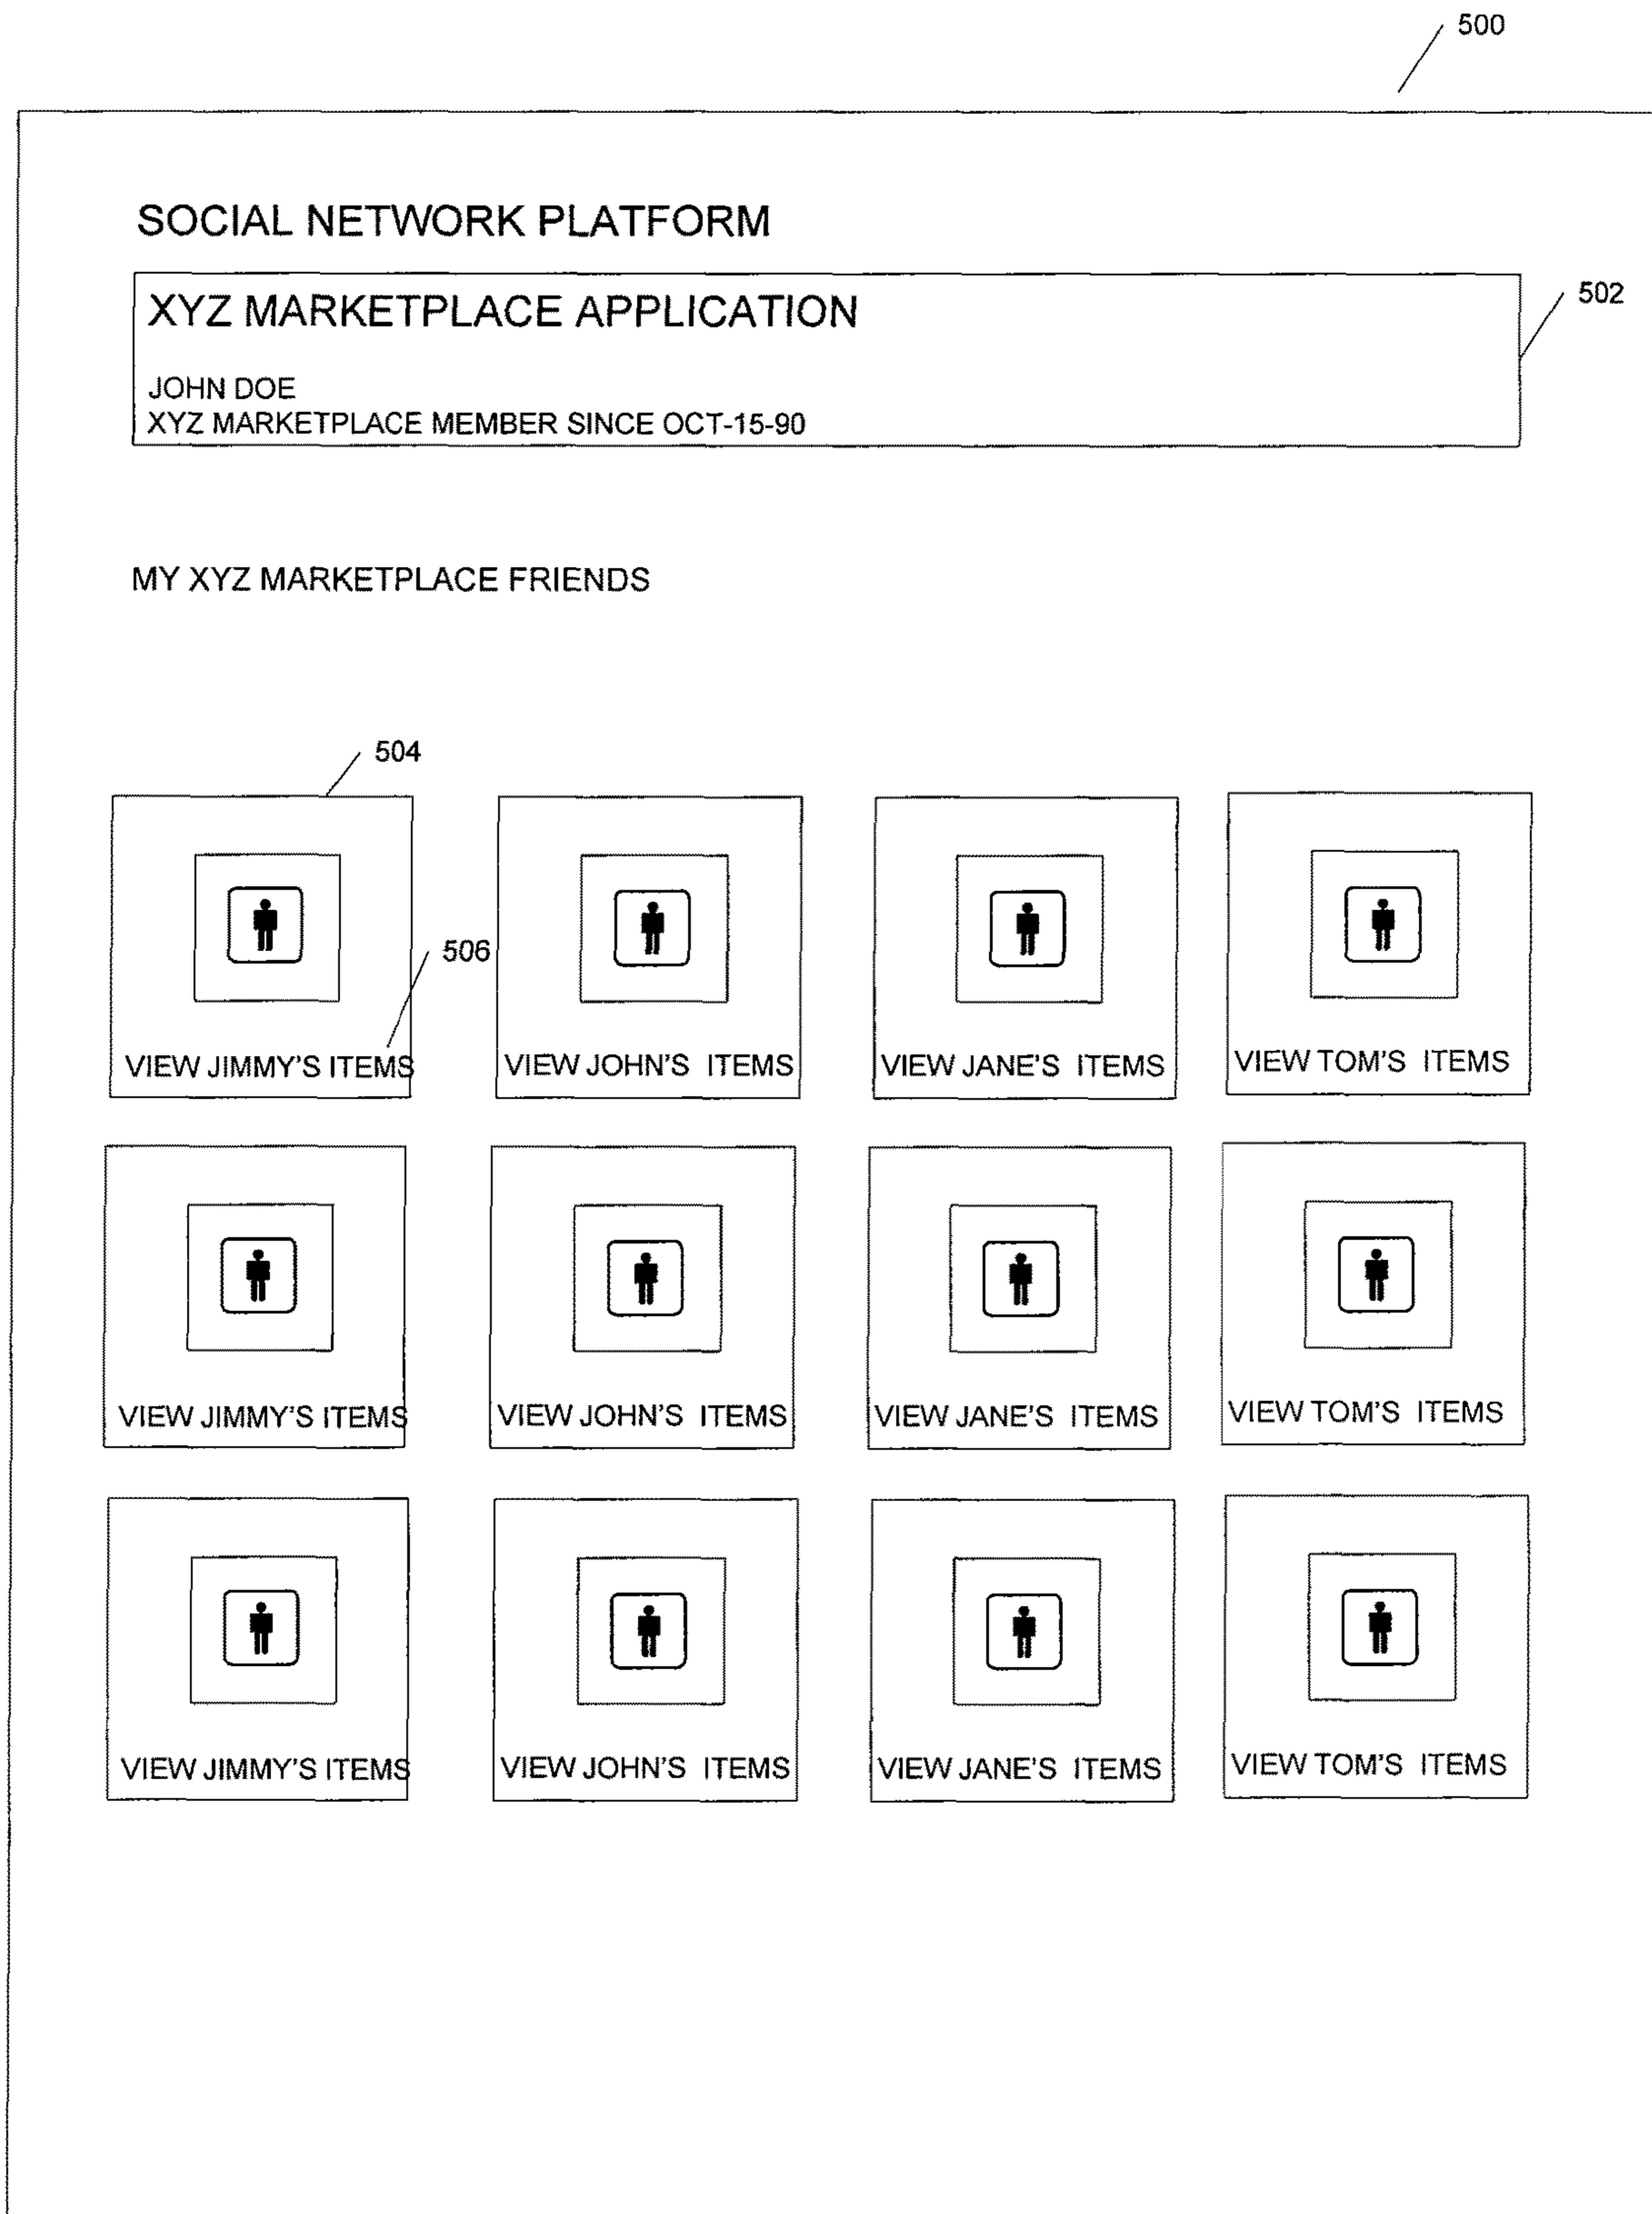 500
SOCIAL NETWORK PLATFORM
XYZ MARKETPLACE APPLICATION
502
JOHN DOE
XYZ MARKETPLACE MEMBER SINCE OCT-15-90
MY XYZ MARKETPLACE FRIENDS
504
506
VIEW JIMMY'S ITEMS
VIEW JOHN'S ITEMS
VIEW JANE'S ITEMS
VIEW TOM'S ITEMS
VIEW JIMMY'S ITEMS
VIEW JOHN'S ITEMS
VIEW JANE'S ITEMS
VIEW TOM'S ITEMS
VIEW JIMMY'S ITEMS
VIEW JOHN'S ITEMS
VIEW JANE'S ITEMS
VIEW TOM'S ITEMS